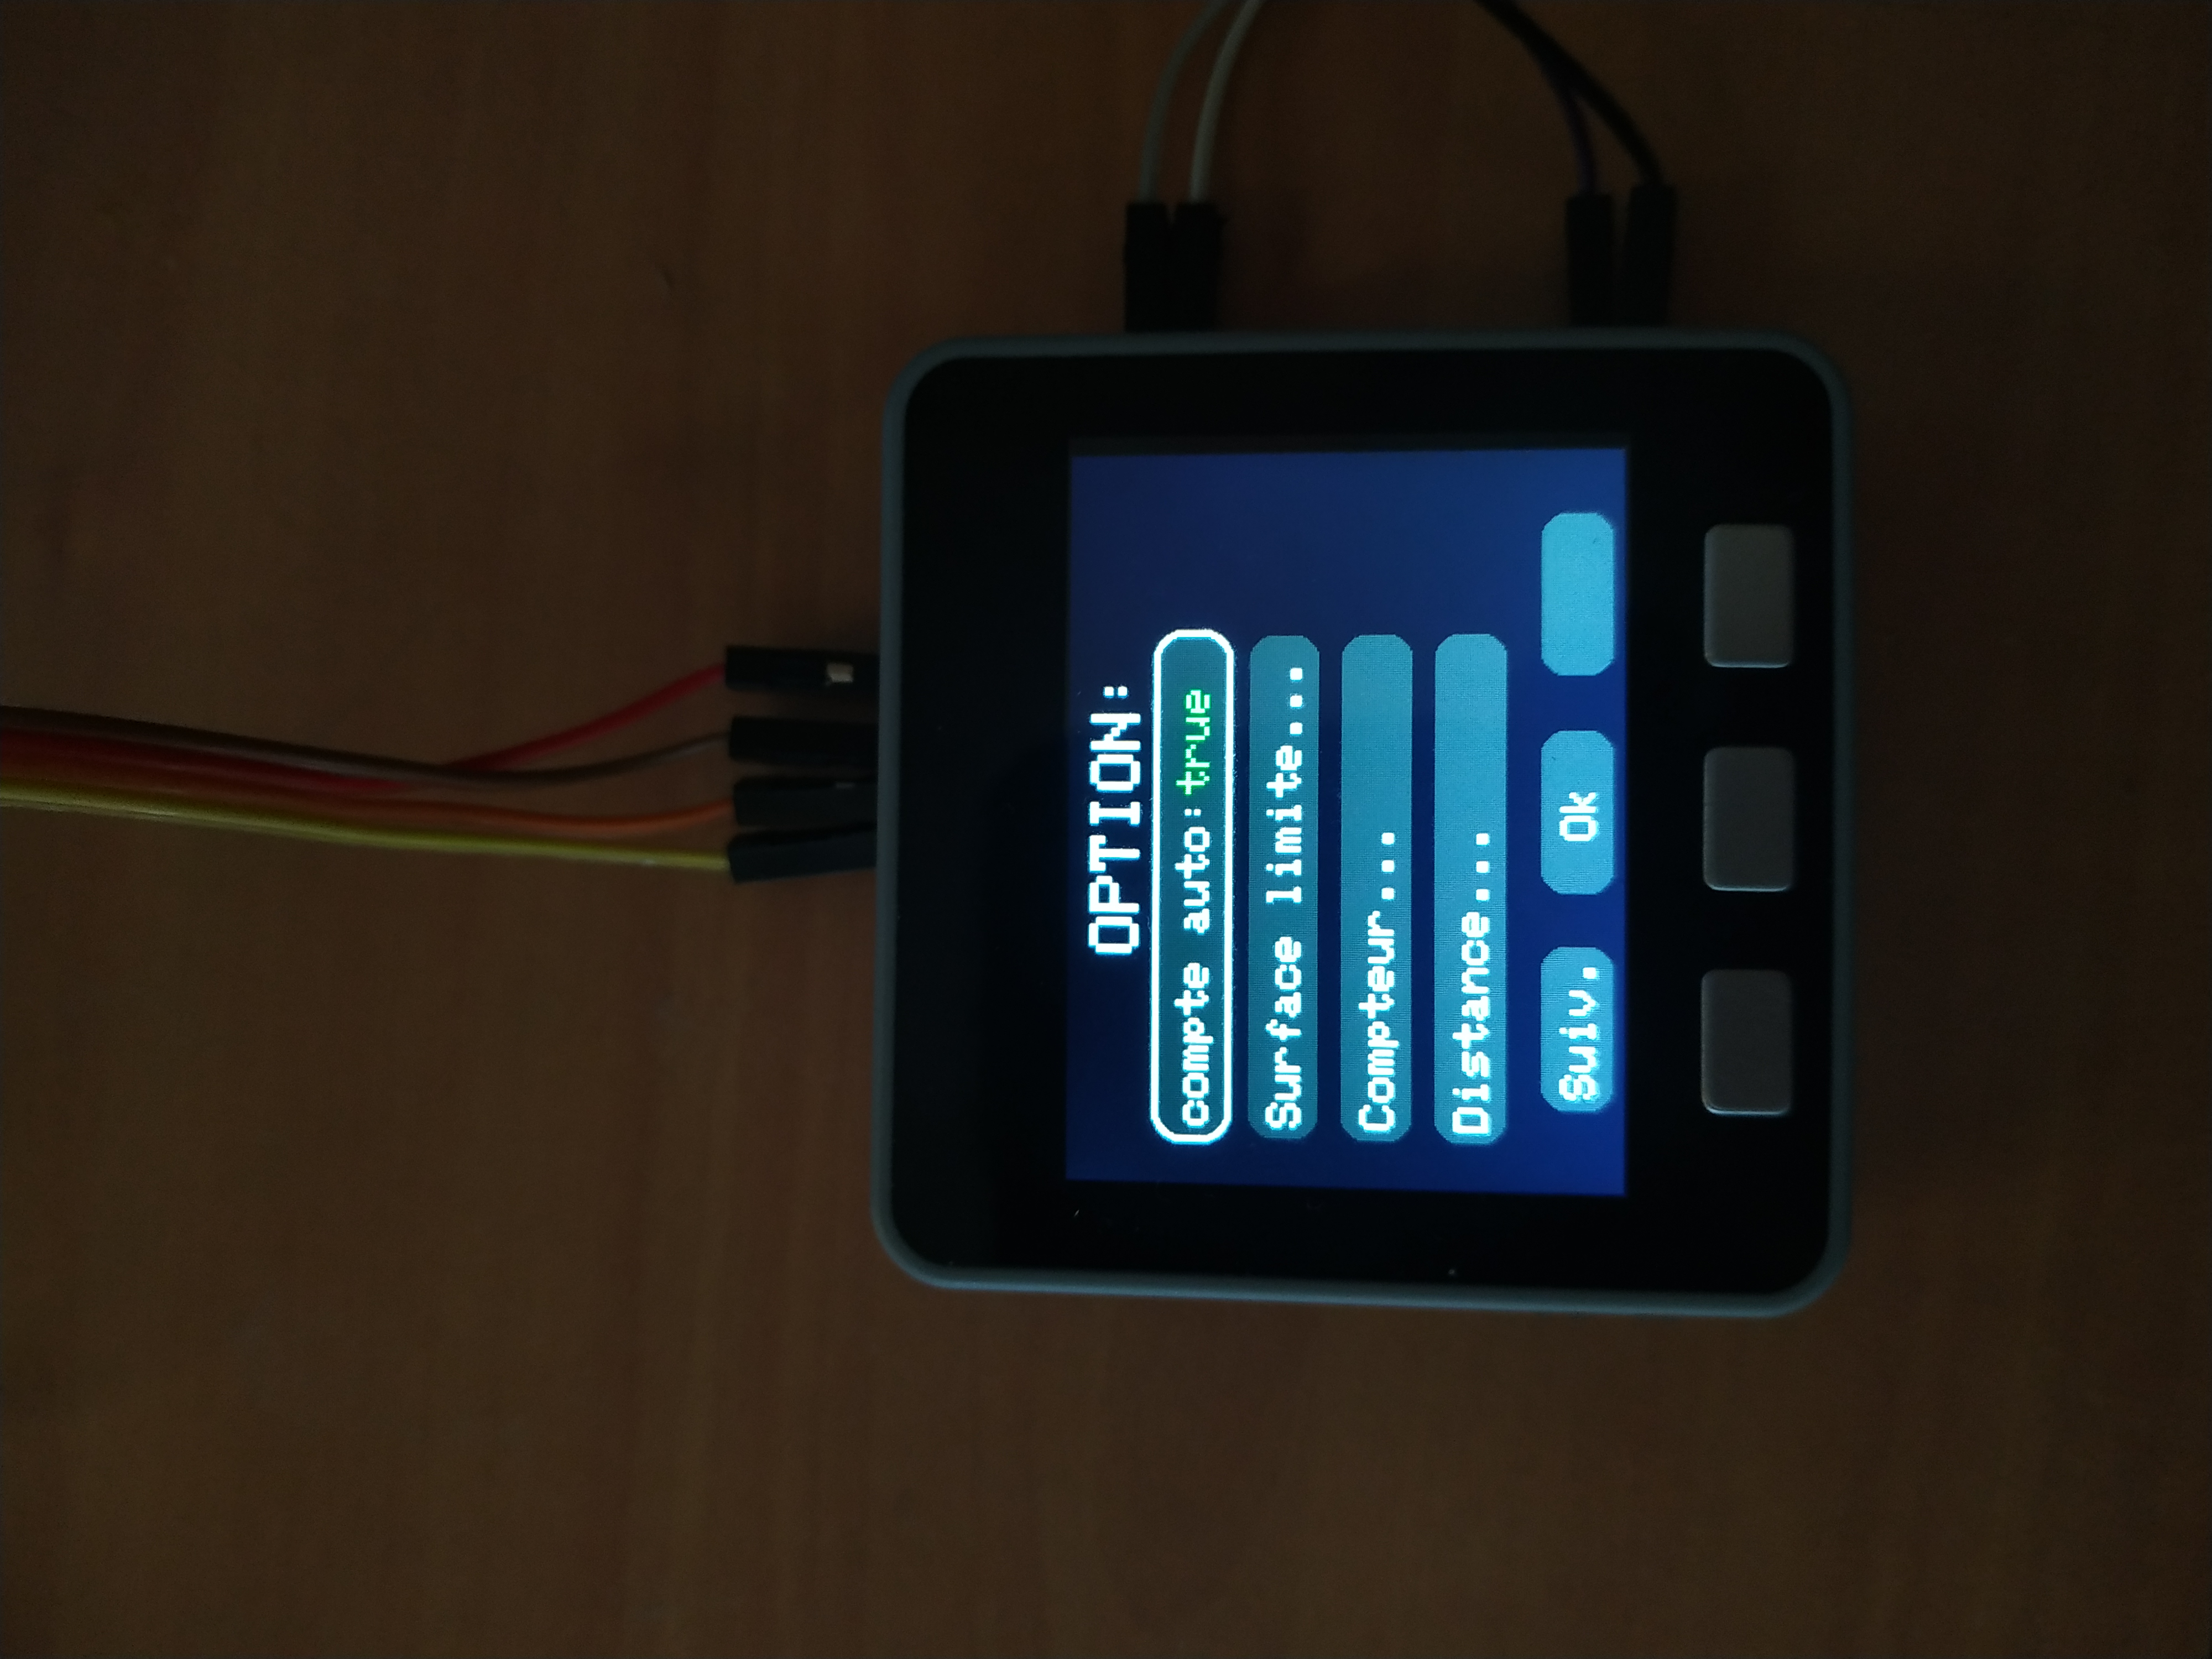 OPTION:
compte auto:true
Surface limite...
Compteur...
Distance...
Suiv. Ok